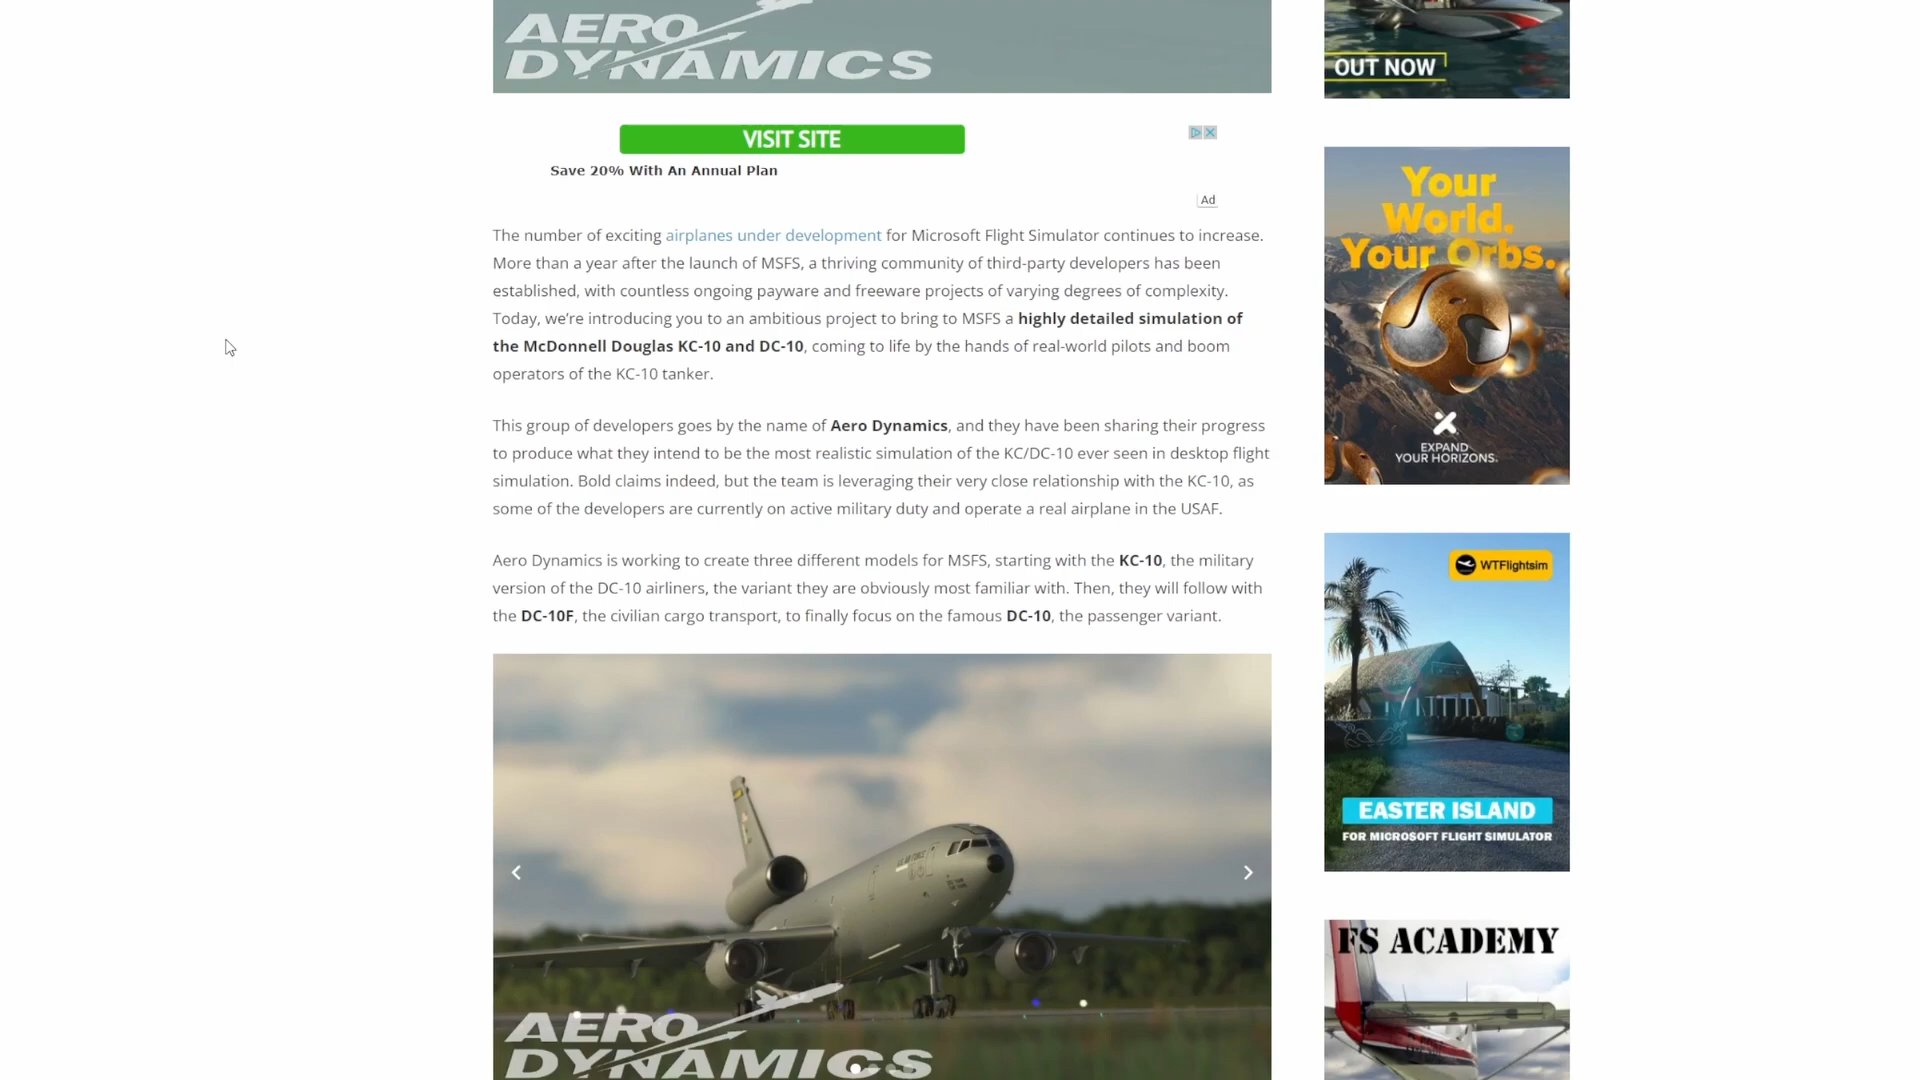 AERO
DYNAMICS
OUT NOW
VISIT SITE
Save 20% With An Annual Plan
Ad
The number of exciting airplanes under development for Microsoft Flight Simulator continues to increase.
More than a year after the launch of MSFS, a thriving community of third-party developers has been
established, with countless ongoing payware and freeware projects of varying degrees of complexity.
Today, we’re introducing you to an ambitious project to bring to MSFS a highly detailed simulation of
the McDonnell Douglas KC-10 and DC-10, coming to life by the hands of real-world pilots and boom
operators of the KC-10 tanker.
This group of developers goes by the name of Aero Dynamics, and they have been sharing their progress
to produce what they intend to be the most realistic simulation of the KC/DC-10 ever seen in desktop flight
simulation. Bold claims indeed, but the team is leveraging their very close relationship with the KC-10, as
some of the developers are currently on active military duty and operate a real airplane in the USAF.
Aero Dynamics is working to create three different models for MSFS, starting with the KC-10, the military
version of the DC-10 airliners, the variant they are obviously most familiar with. Then, they will follow with
the DC-10F, the civilian cargo transport, to finally focus on the famous DC-10, the passenger variant.
U.S. AIR FORCE
AERO
DYNAMICS
Your
World.
Your Orbs.
EXPAND
YOUR HORIZONS.
WTFlightsim
EASTER ISLAND
FOR MICROSOFT FLIGHT SIMULATOR
FS ACADEMY